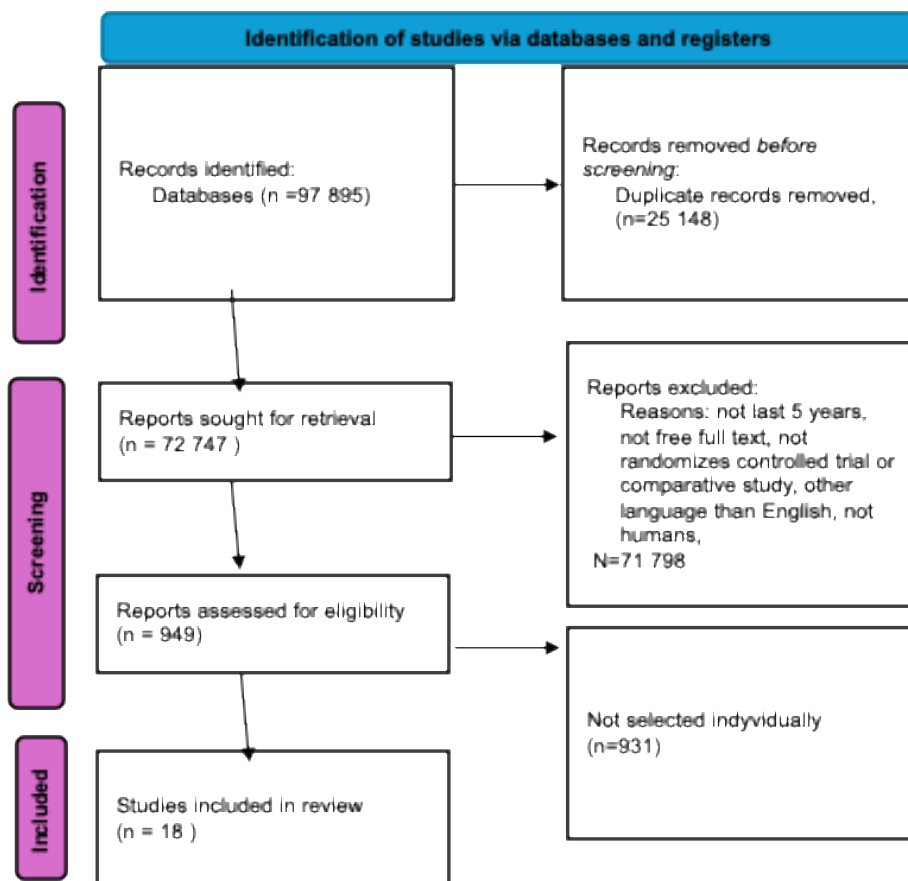 Identification of studies via databases and registers
Identification
Records identified:
Databases (n =97 895)
Records removed before
screening:
Duplicate records removed,
(n=25 148)
Screening
Reports sought for retrieval
(n = 72 747 )
Reports excluded:
Reasons: not last 5 years,
not free full text, not
randomizes controlled trial or
comparative study, other
language than English, not
humans,
N=71 798
Reports assessed for eligibility
(n = 949)
Not selected indyvidually
(n=931)
Included
Studies included in review
(n = 18 )